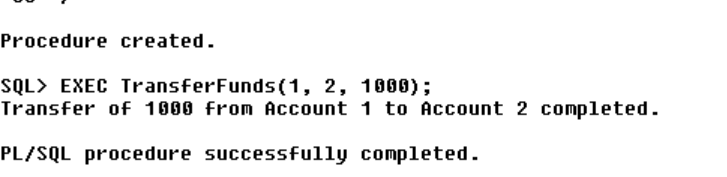 Procedure created.
SQL> EXEC TransferFunds(1, 2, 1000);
Transfer of 1000 from Account 1 to Account 2 completed.
PL/SQL procedure successfully completed.